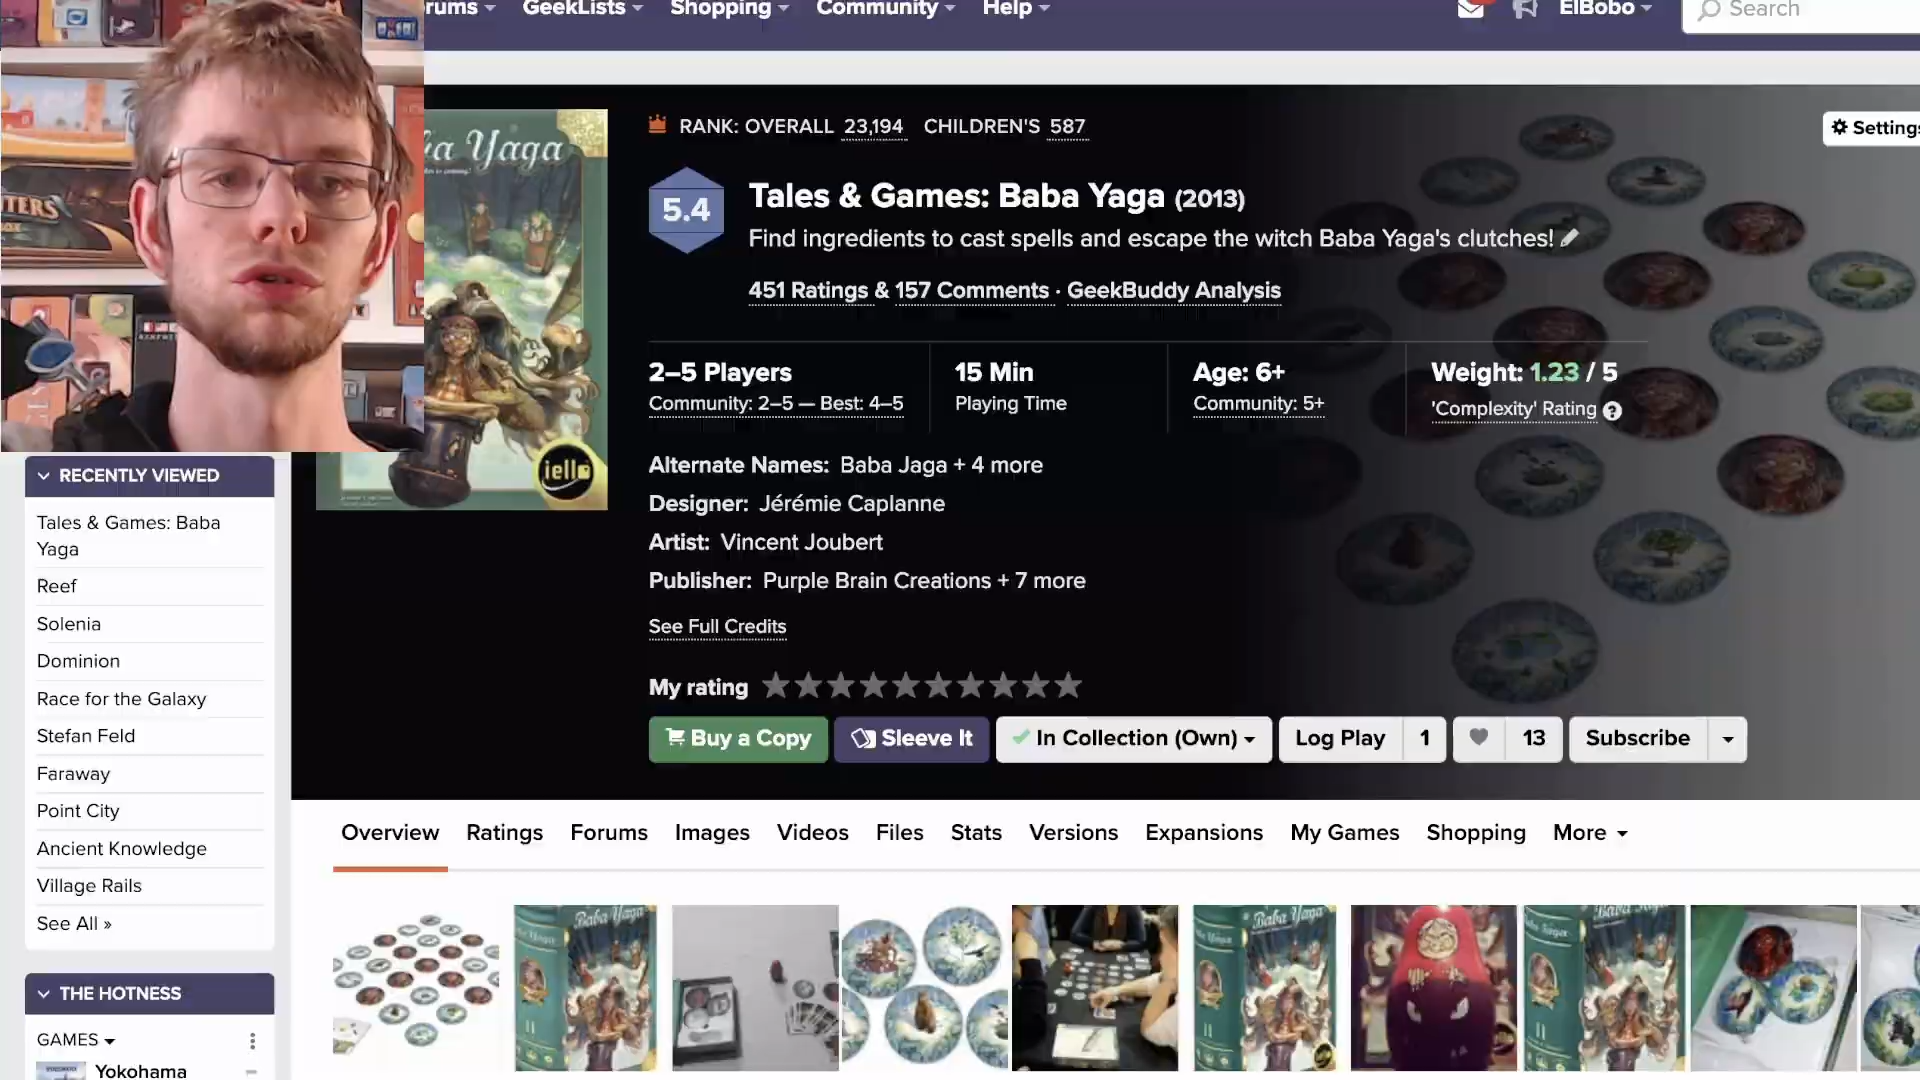 GeekLists
Shopping
Community
Help
ElBobo
Search
Settings
RANK: OVERALL 23,194 CHILDREN'S 587
5.4
Tales & Games: Baba Yaga (2013)
Find ingredients to cast spells and escape the witch Baba Yaga's clutches!
451 Ratings & 157 Comments · GeekBuddy Analysis
2–5 Players
Community: 2–5 — Best: 4–5
15 Min
Playing Time
Age: 6+
Community: 5+
Weight: 1.23 / 5
'Complexity' Rating
Alternate Names: Baba Jaga + 4 more
Designer: Jérémie Caplanne
Artist: Vincent Joubert
Publisher: Purple Brain Creations + 7 more
See Full Credits
My rating
Buy a Copy
Sleeve It
In Collection (Own)
Log Play 1
13
Subscribe
Yaga
iello
RECENTLY VIEWED
Tales & Games: Baba
Yaga
Reef
Solenia
Dominion
Race for the Galaxy
Stefan Feld
Faraway
Point City
Ancient Knowledge
Village Rails
See All »
THE HOTNESS
GAMES
Yokohama
Overview Ratings Forums Images Videos Files Stats Versions Expansions My Games Shopping More
Baba Yaga
Baba Yaga
Baba Yaga